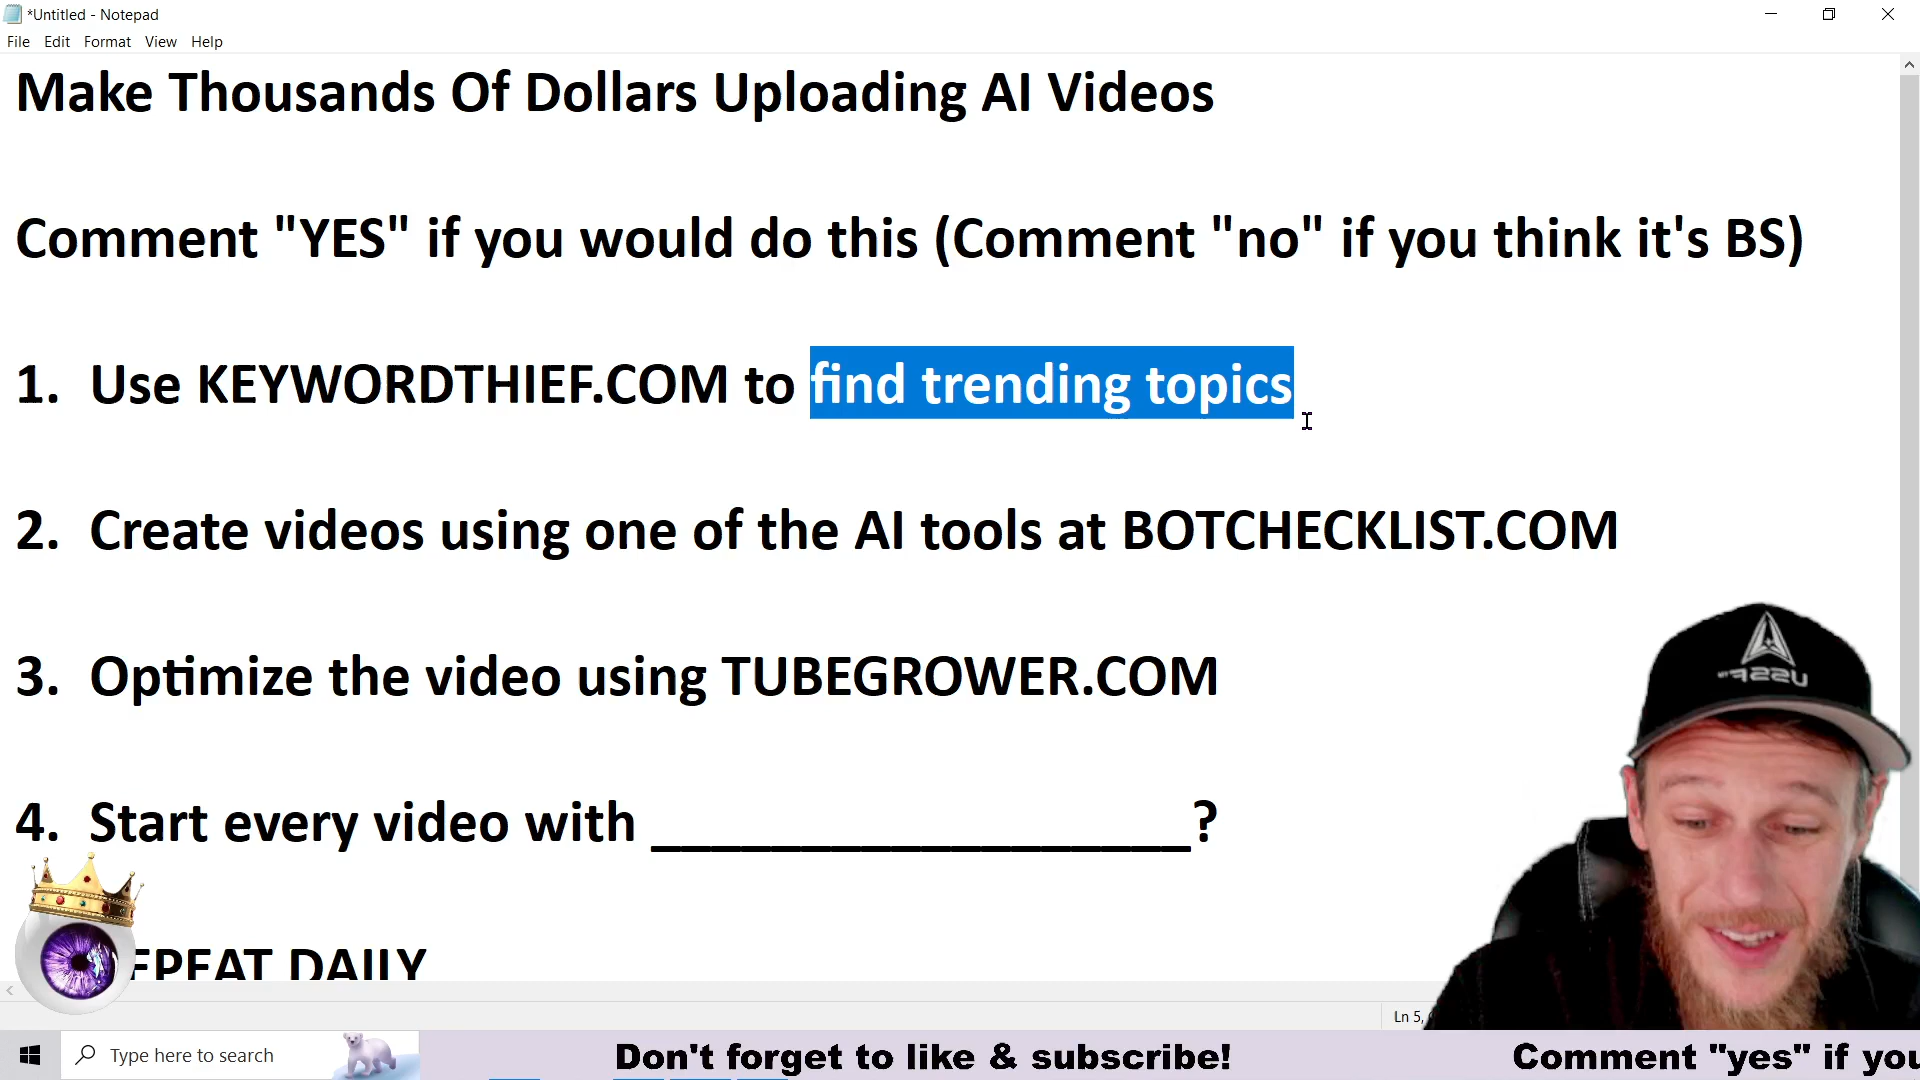 *Untitled - Notepad
File Edit Format View Help
Make Thousands Of Dollars Uploading AI Videos
Comment "YES" if you would do this (Comment "no" if you think it's BS)
1. Use KEYWORDTHIEF.COM to find trending topics
2. Create videos using one of the AI tools at BOTCHECKLIST.COM
3. Optimize the video using TUBEGROWER.COM
4. Start every video with __________________?
EPEAT DAILY
Ln 5,
Type here to search
Don't forget to like & subscribe!
Comment "yes" if you